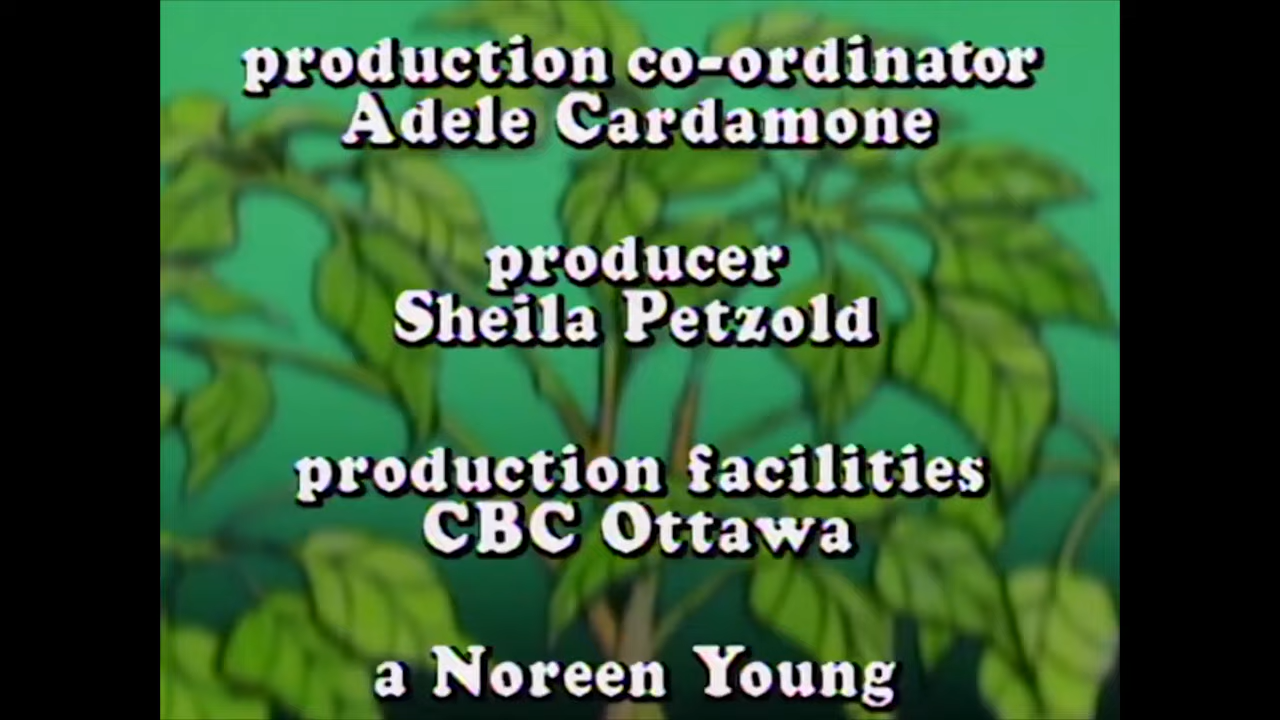 production co-ordinator
Adele Cardamone
producer
Sheila Petzold
production facilities
CBC Ottawa
a Noreen Young